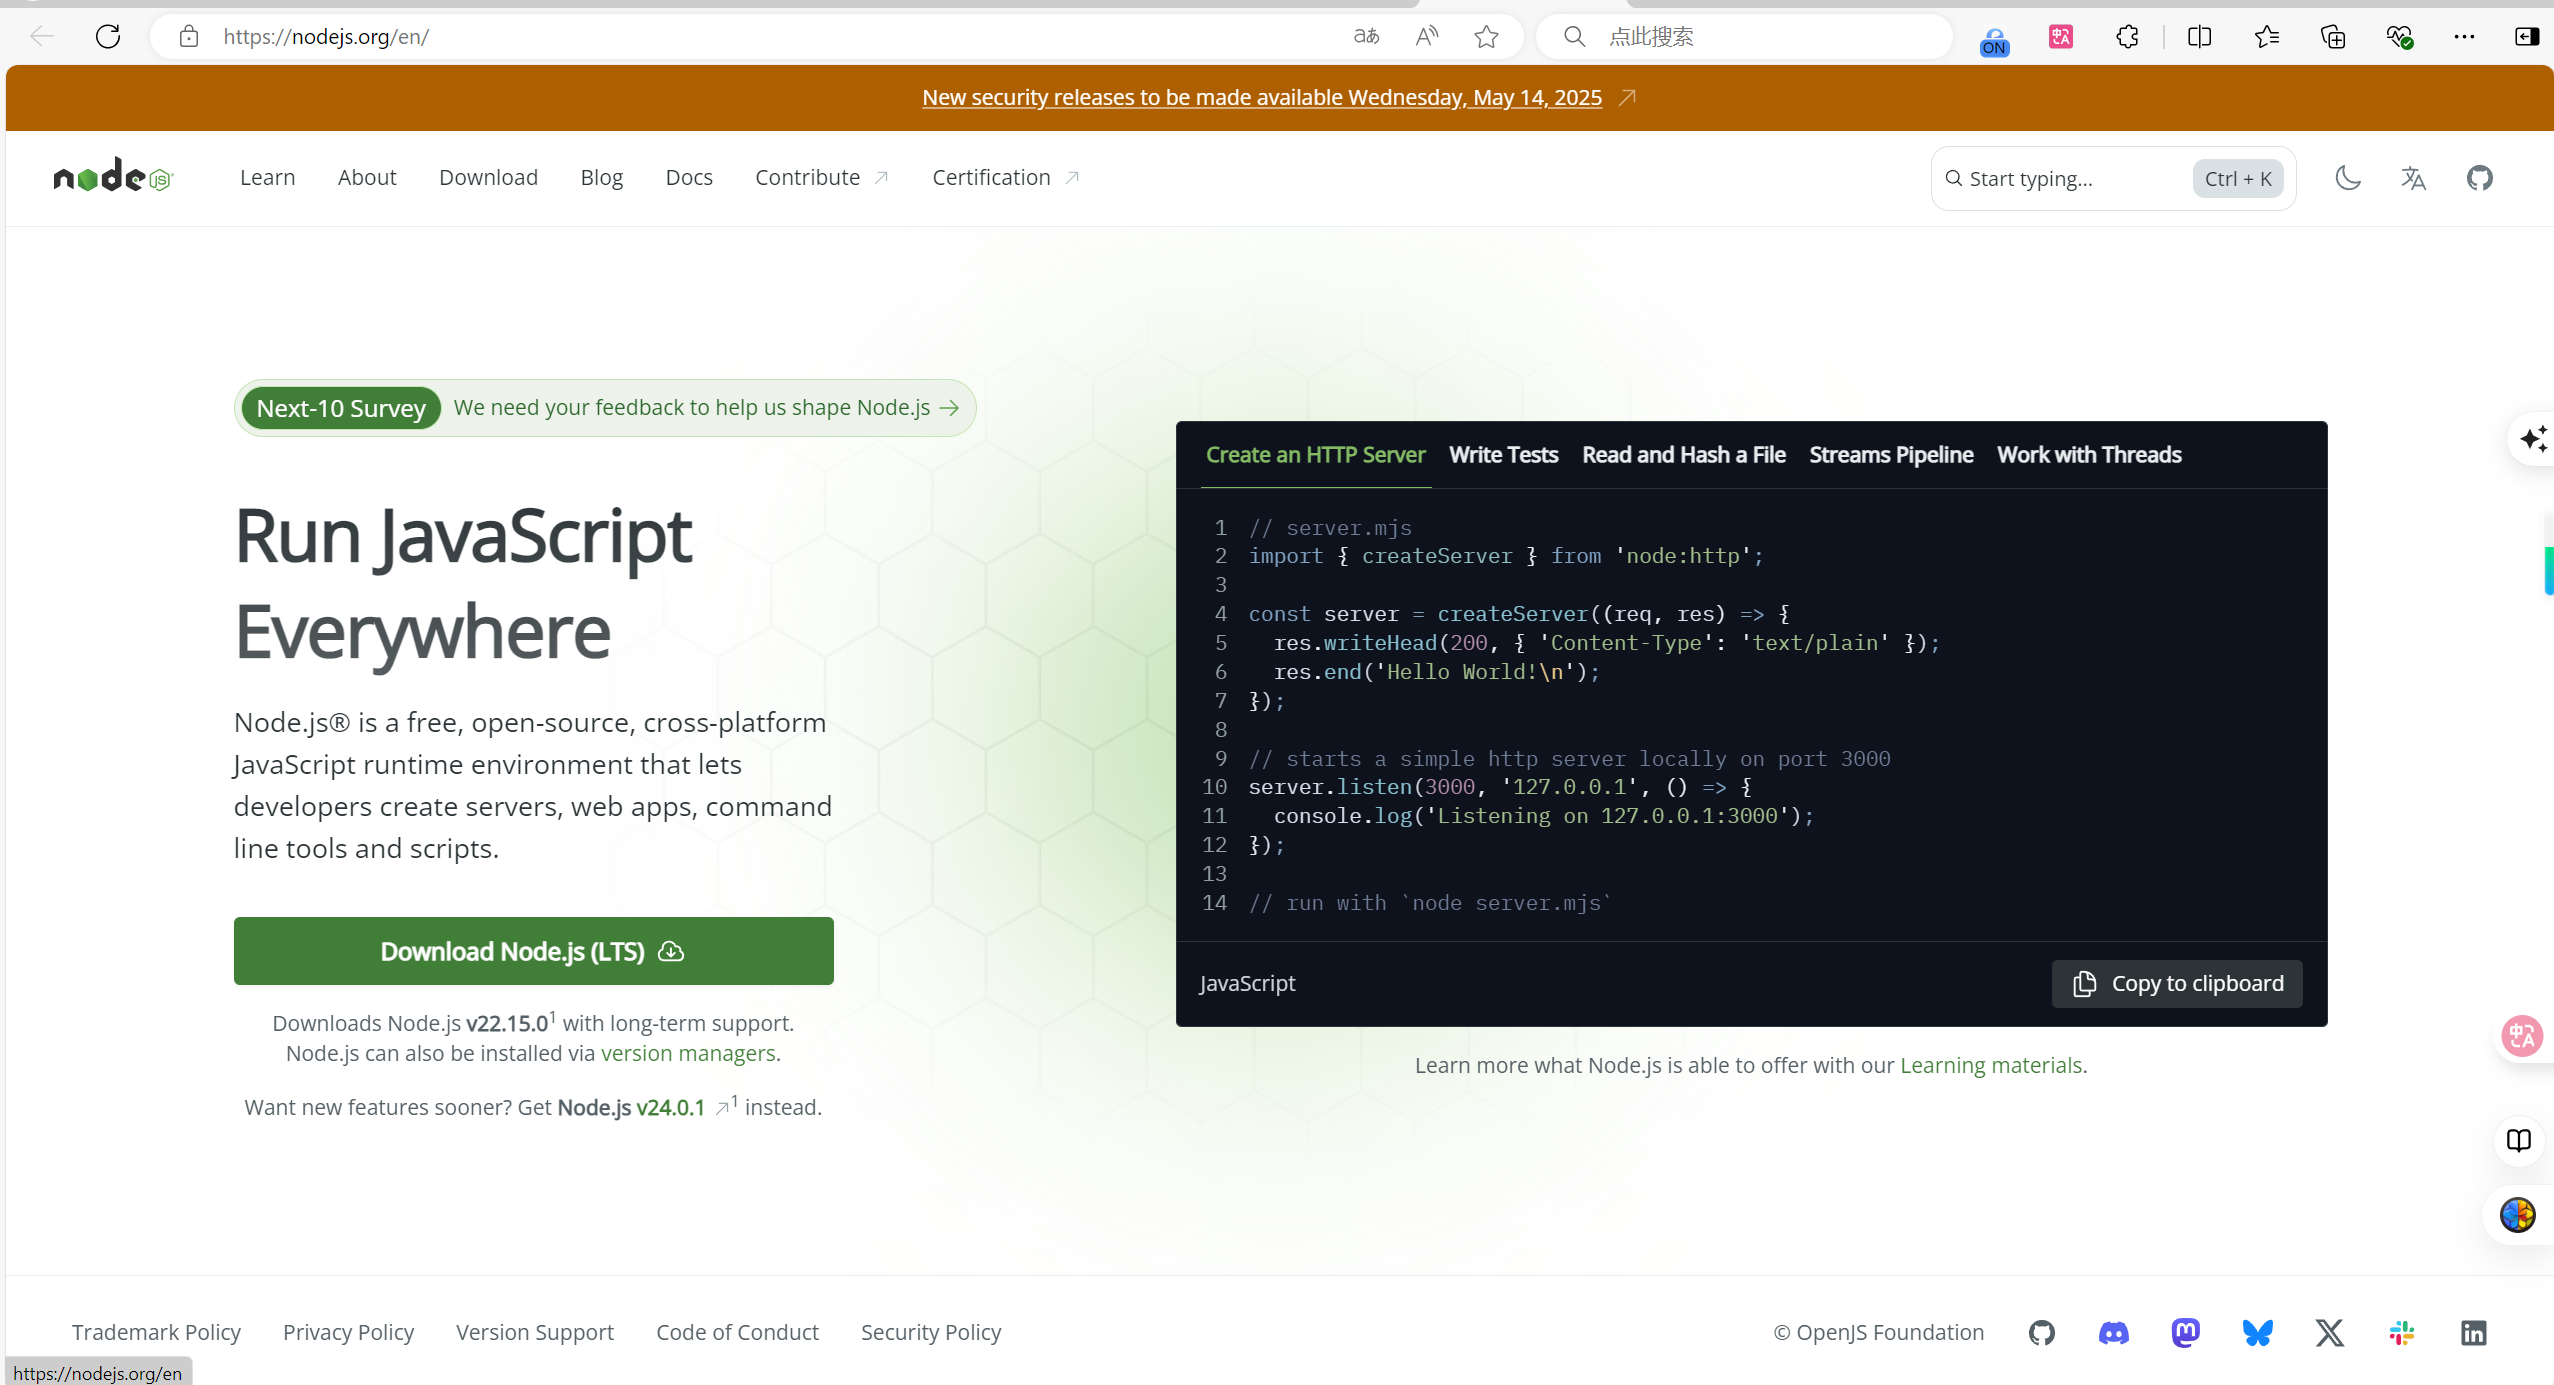 https://nodejs.org/en/
点此搜索
ON
New security releases to be made available Wednesday, May 14, 2025
node
JS
Learn About Download Blog Docs Contribute Certification
Start typing... Ctrl + K
Next-10 Survey We need your feedback to help us shape Node.js
Run JavaScript
Everywhere
Node.js® is a free, open-source, cross-platform
JavaScript runtime environment that lets
developers create servers, web apps, command
line tools and scripts.
Download Node.js (LTS)
Downloads Node.js v22.15.0¹ with long-term support.
Node.js can also be installed via version managers.
Want new features sooner? Get Node.js v24.0.1 ¹ instead.
Create an HTTP Server Write Tests Read and Hash a File Streams Pipeline Work with Threads
1 // server.mjs
2 import { createServer } from 'node:http';
3
4 const server = createServer((req, res) => {
5   res.writeHead(200, { 'Content-Type': 'text/plain' });
6   res.end('Hello World!\n');
7 });
8
9 // starts a simple http server locally on port 3000
10 server.listen(3000, '127.0.0.1', () => {
11   console.log('Listening on 127.0.0.1:3000');
12 });
13
14 // run with `node server.mjs`
JavaScript
Copy to clipboard
Learn more what Node.js is able to offer with our Learning materials.
Trademark Policy Privacy Policy Version Support Code of Conduct Security Policy
© OpenJS Foundation
https://nodejs.org/en